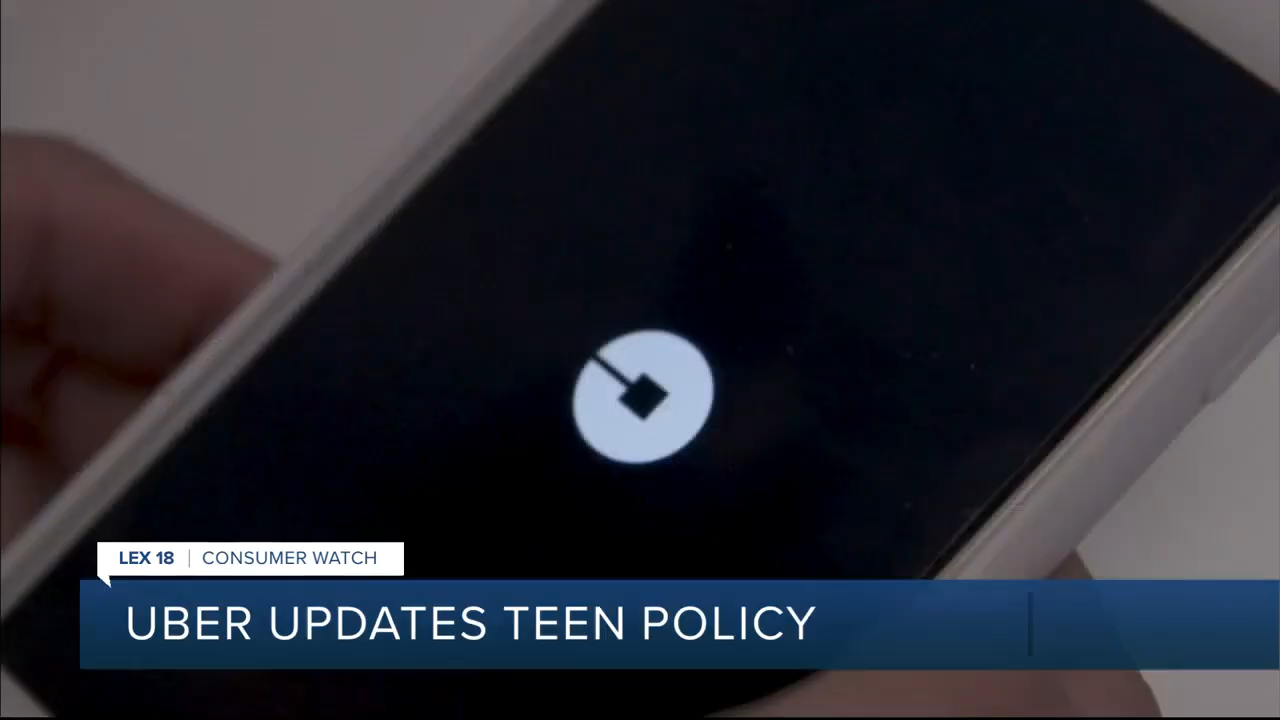 LEX 18 | CONSUMER WATCH
UBER UPDATES TEEN POLICY